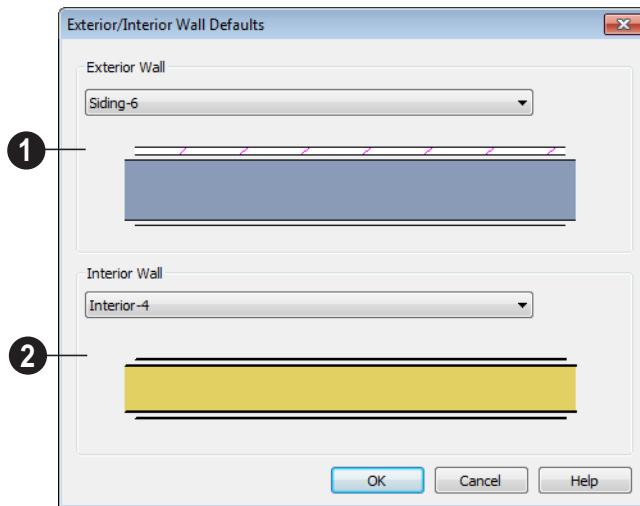 Exterior/Interior Wall Defaults
Exterior Wall
Siding-6
1
Interior Wall
Interior-4
2
OK Cancel Help